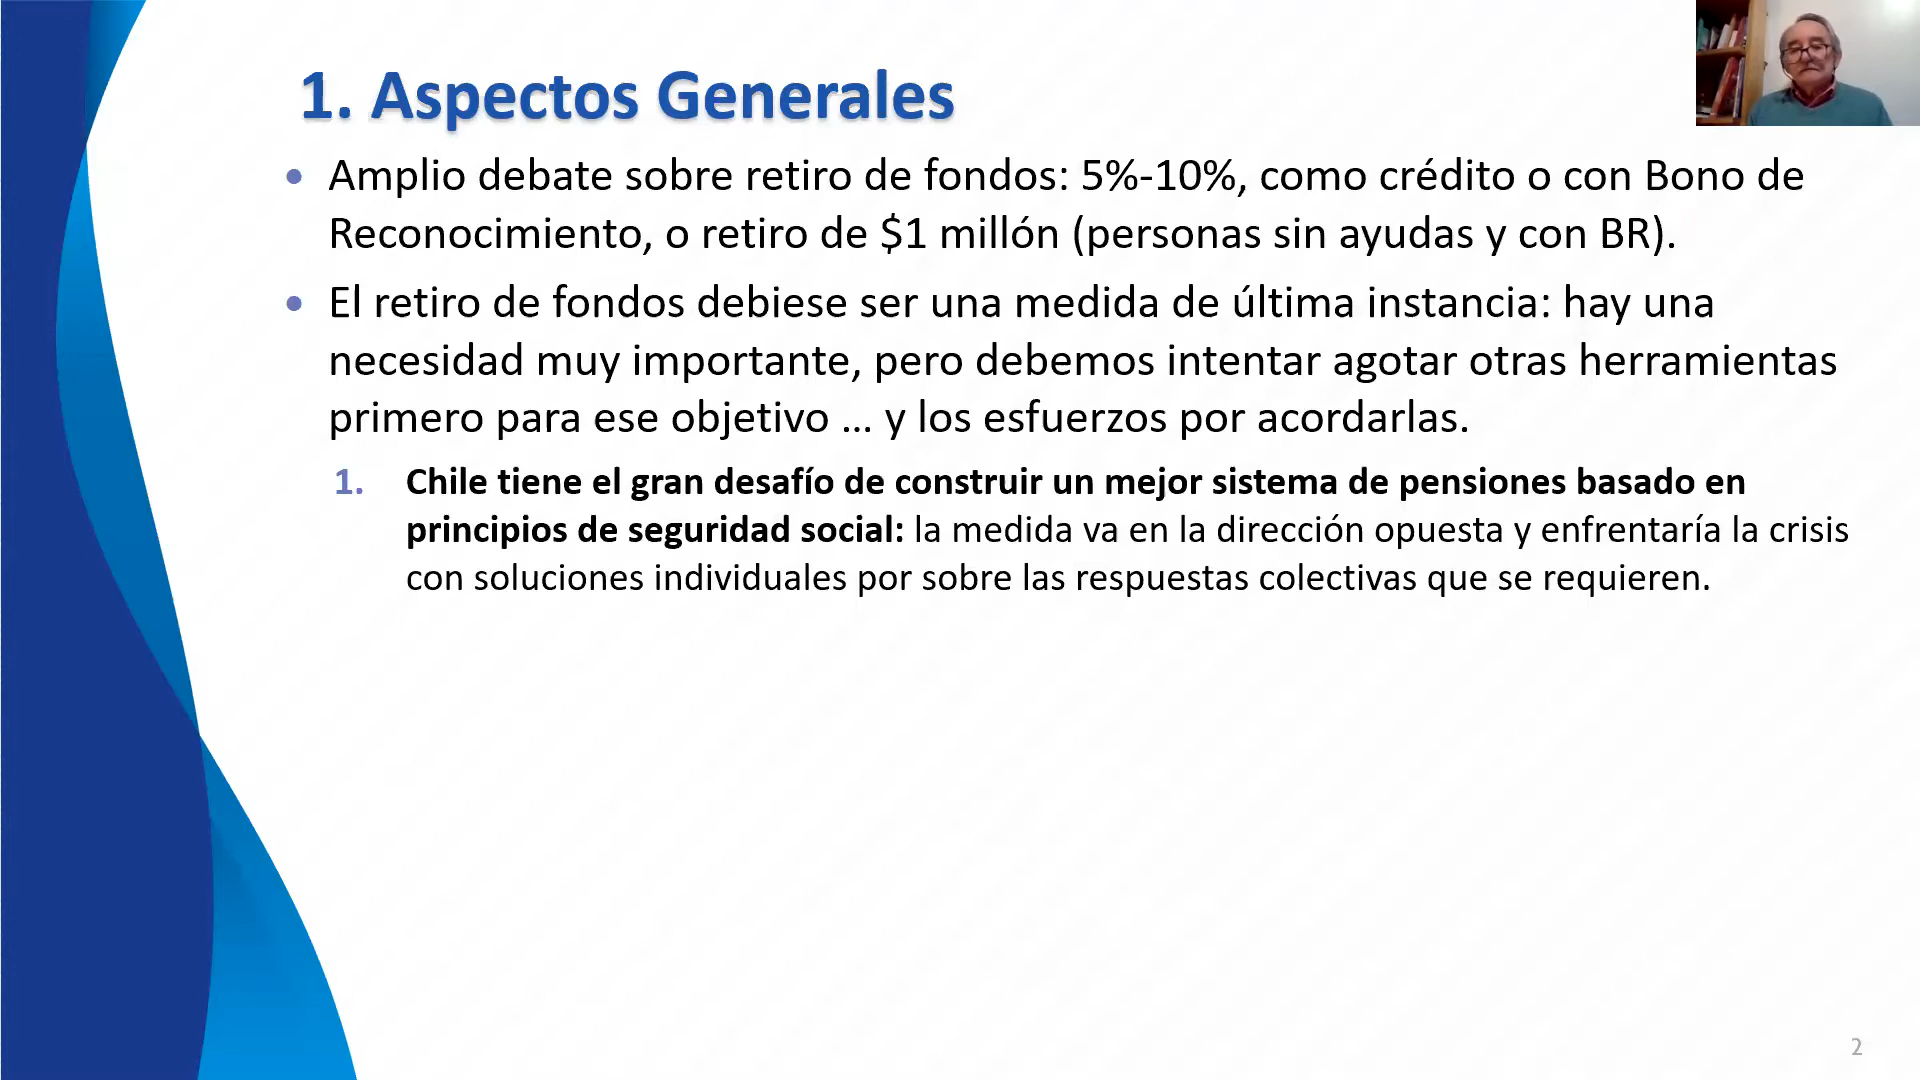 1. Aspectos Generales
• Amplio debate sobre retiro de fondos: 5%-10%, como crédito o con Bono de
Reconocimiento, o retiro de $1 millón (personas sin ayudas y con BR).
• El retiro de fondos debiese ser una medida de última instancia: hay una
necesidad muy importante, pero debemos intentar agotar otras herramientas
primero para ese objetivo … y los esfuerzos por acordarlas.
1. Chile tiene el gran desafío de construir un mejor sistema de pensiones basado en
principios de seguridad social: la medida va en la dirección opuesta y enfrentaría la crisis
con soluciones individuales por sobre las respuestas colectivas que se requieren.
2